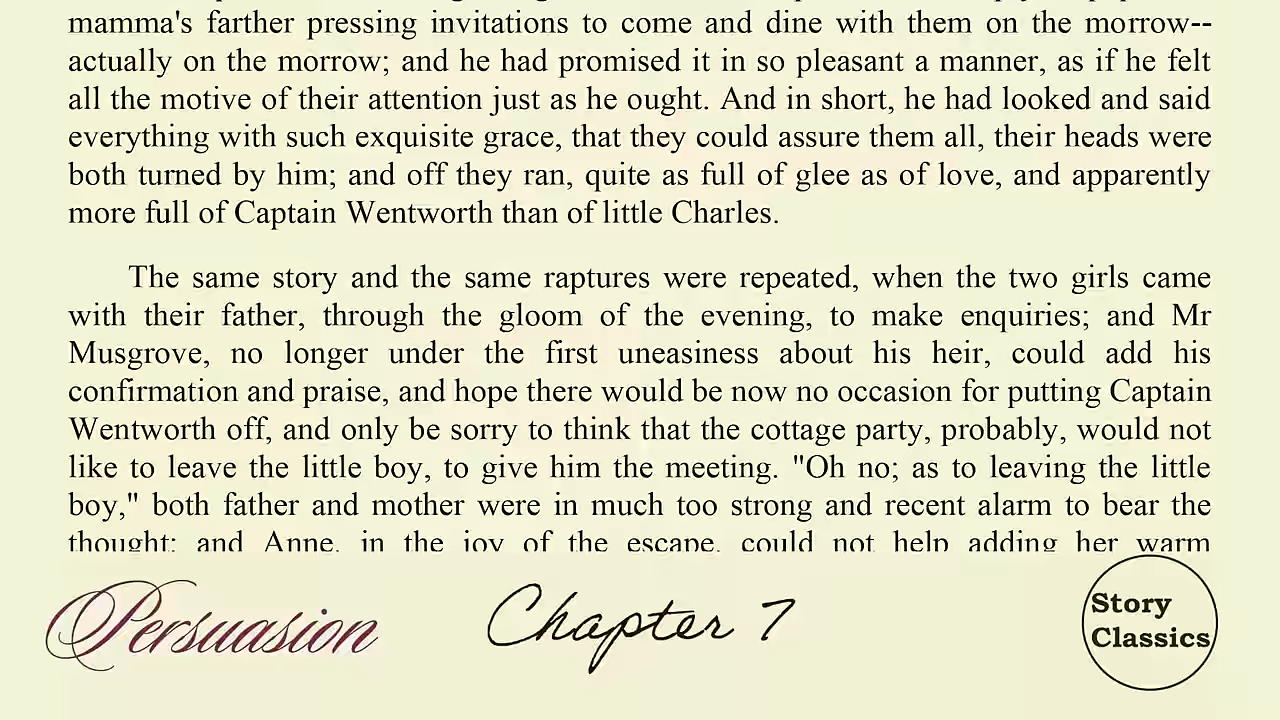 mamma's farther pressing invitations to come and dine with them on the morrow--
actually on the morrow; and he had promised it in so pleasant a manner, as if he felt
all the motive of their attention just as he ought. And in short, he had looked and said
everything with such exquisite grace, that they could assure them all, their heads were
both turned by him; and off they ran, quite as full of glee as of love, and apparently
more full of Captain Wentworth than of little Charles.
The same story and the same raptures were repeated, when the two girls came
with their father, through the gloom of the evening, to make enquiries; and Mr
Musgrove, no longer under the first uneasiness about his heir, could add his
confirmation and praise, and hope there would be now no occasion for putting Captain
Wentworth off, and only be sorry to think that the cottage party, probably, would not
like to leave the little boy, to give him the meeting. "Oh no; as to leaving the little
boy," both father and mother were in much too strong and recent alarm to bear the
thought; and Anne, in the joy of the escape, could not help adding her warm
Persuasion
Chapter 7
Story
Classics